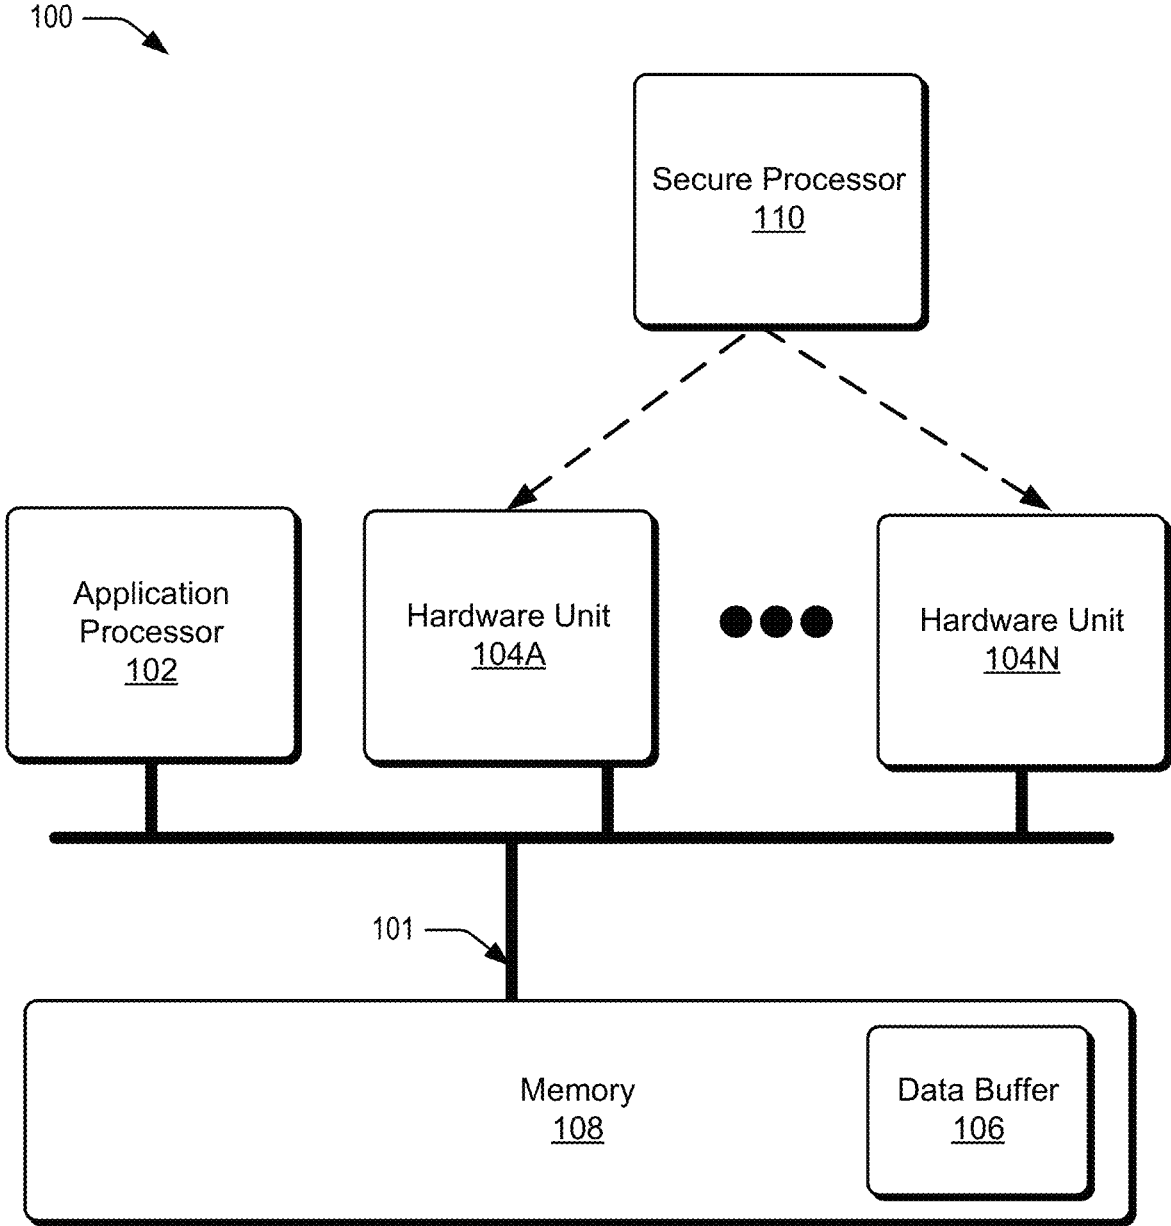 100
Secure Processor
110
Application
Processor
102
Hardware Unit
104A
Hardware Unit
104N
101
Memory
108
Data Buffer
106